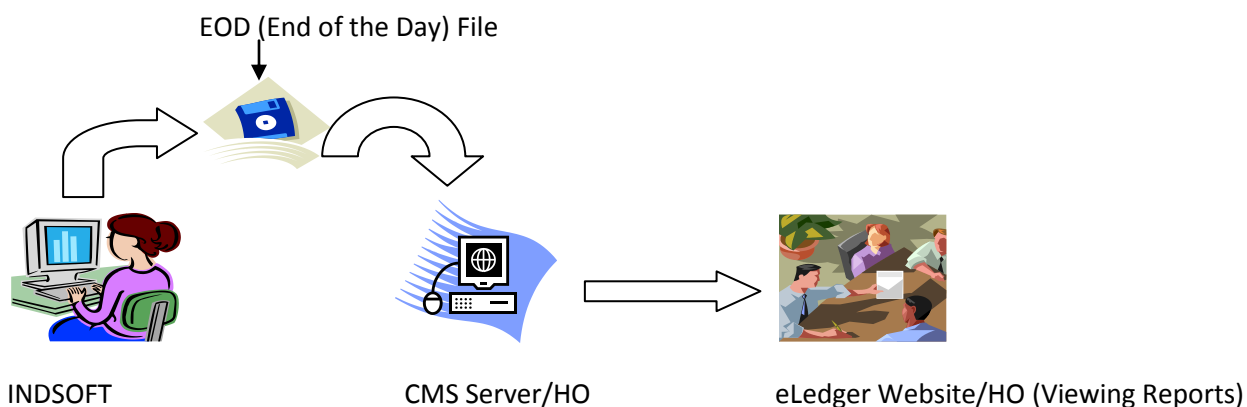 EOD (End of the Day) File
INDSOFT
CMS Server/HO
eLedger Website/HO (Viewing Reports)